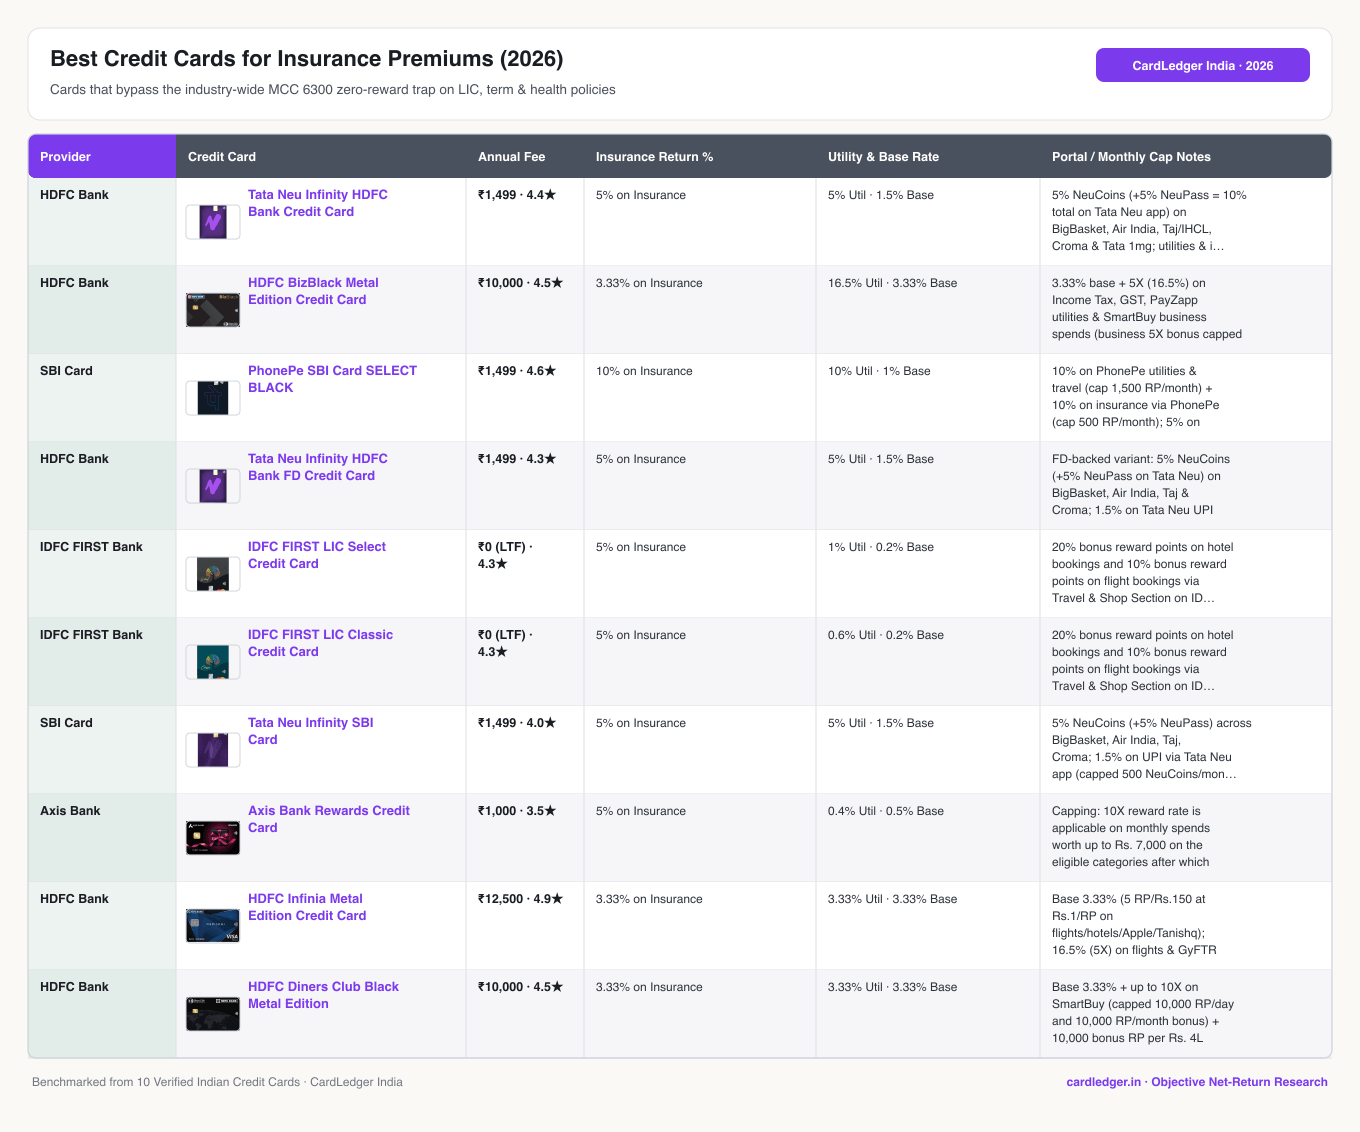 Best Credit Cards for Insurance Premiums (2026)
Cards that bypass the industry-wide MCC 6300 zero-reward trap on LIC, term & health policies
CardLedger India · 2026
Provider
Credit Card
Annual Fee
Insurance Return %
Utility & Base Rate
Portal / Monthly Cap Notes
HDFC Bank
Tata Neu Infinity HDFC
Bank Credit Card
₹1,499 · 4.4★
5% on Insurance
5% Util · 1.5% Base
5% NeuCoins (+5% NeuPass = 10%
total on Tata Neu app) on
BigBasket, Air India, Taj/IHCL,
Croma & Tata 1mg; utilities & i…
HDFC Bank
HDFC BizBlack Metal
Edition Credit Card
₹10,000 · 4.5★
3.33% on Insurance
16.5% Util · 3.33% Base
3.33% base + 5X (16.5%) on
Income Tax, GST, PayZapp
utilities & SmartBuy business
spends (business 5X bonus capped
SBI Card
PhonePe SBI Card SELECT
BLACK
₹1,499 · 4.6★
10% on Insurance
10% Util · 1% Base
10% on PhonePe utilities &
travel (cap 1,500 RP/month) +
10% on insurance via PhonePe
(cap 500 RP/month); 5% on
HDFC Bank
Tata Neu Infinity HDFC
Bank FD Credit Card
₹1,499 · 4.3★
5% on Insurance
5% Util · 1.5% Base
FD-backed variant: 5% NeuCoins
(+5% NeuPass on Tata Neu) on
BigBasket, Air India, Taj &
Croma; 1.5% on Tata Neu UPI
IDFC FIRST Bank
IDFC FIRST LIC Select
Credit Card
₹0 (LTF) ·
4.3★
5% on Insurance
1% Util · 0.2% Base
20% bonus reward points on hotel
bookings and 10% bonus reward
points on flight bookings via
Travel & Shop Section on ID…
IDFC FIRST Bank
IDFC FIRST LIC Classic
Credit Card
₹0 (LTF) ·
4.3★
5% on Insurance
0.6% Util · 0.2% Base
20% bonus reward points on hotel
bookings and 10% bonus reward
points on flight bookings via
Travel & Shop Section on ID…
SBI Card
Tata Neu Infinity SBI
Card
₹1,499 · 4.0★
5% on Insurance
5% Util · 1.5% Base
5% NeuCoins (+5% NeuPass) across
BigBasket, Air India, Taj,
Croma; 1.5% on UPI via Tata Neu
app (capped 500 NeuCoins/mon…
Axis Bank
Axis Bank Rewards Credit
Card
₹1,000 · 3.5★
5% on Insurance
0.4% Util · 0.5% Base
Capping: 10X reward rate is
applicable on monthly spends
worth up to Rs. 7,000 on the
eligible categories after which
HDFC Bank
HDFC Infinia Metal
Edition Credit Card
₹12,500 · 4.9★
3.33% on Insurance
3.33% Util · 3.33% Base
Base 3.33% (5 RP/Rs.150 at
Rs.1/RP on
flights/hotels/Apple/Tanishq);
16.5% (5X) on flights & GyFTR
VISA
HDFC Bank
HDFC Diners Club Black
Metal Edition
₹10,000 · 4.5★
3.33% on Insurance
3.33% Util · 3.33% Base
Base 3.33% + up to 10X on
SmartBuy (capped 10,000 RP/day
and 10,000 RP/month bonus) +
10,000 bonus RP per Rs. 4L
Benchmarked from 10 Verified Indian Credit Cards · CardLedger India
cardledger.in · Objective Net-Return Research